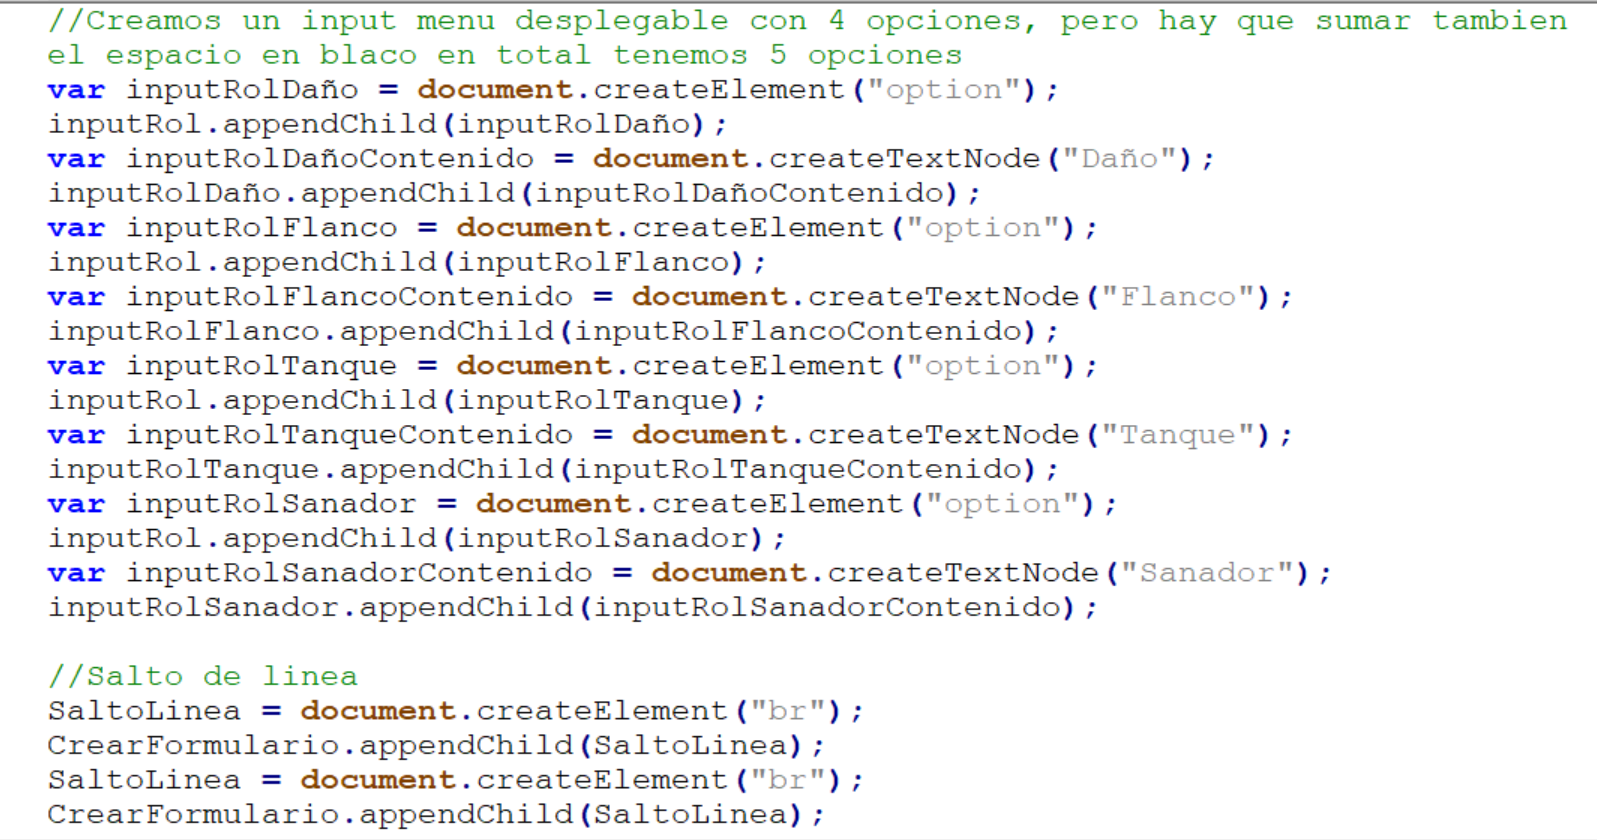 //Creamos un input menu desplegable con 4 opciones, pero hay que sumar tambien
el espacio en blaco en total tenemos 5 opciones
var inputRolDaño = document.createElement("option");
inputRol.appendChild(inputRolDaño);
var inputRolDañoContenido = document.createTextNode("Daño");
inputRolDaño.appendChild(inputRolDañoContenido);
var inputRolFlanco = document.createElement("option");
inputRol.appendChild(inputRolFlanco);
var inputRolFlancoContenido = document.createTextNode("Flanco");
inputRolFlanco.appendChild(inputRolFlancoContenido);
var inputRolTanque = document.createElement("option");
inputRol.appendChild(inputRolTanque);
var inputRolTanqueContenido = document.createTextNode("Tanque");
inputRolTanque.appendChild(inputRolTanqueContenido);
var inputRolSanador = document.createElement("option");
inputRol.appendChild(inputRolSanador);
var inputRolSanadorContenido = document.createTextNode("Sanador");
inputRolSanador.appendChild(inputRolSanadorContenido);
//Salto de linea
SaltoLinea = document.createElement("br");
CrearFormulario.appendChild(SaltoLinea);
SaltoLinea = document.createElement("br");
CrearFormulario.appendChild(SaltoLinea);